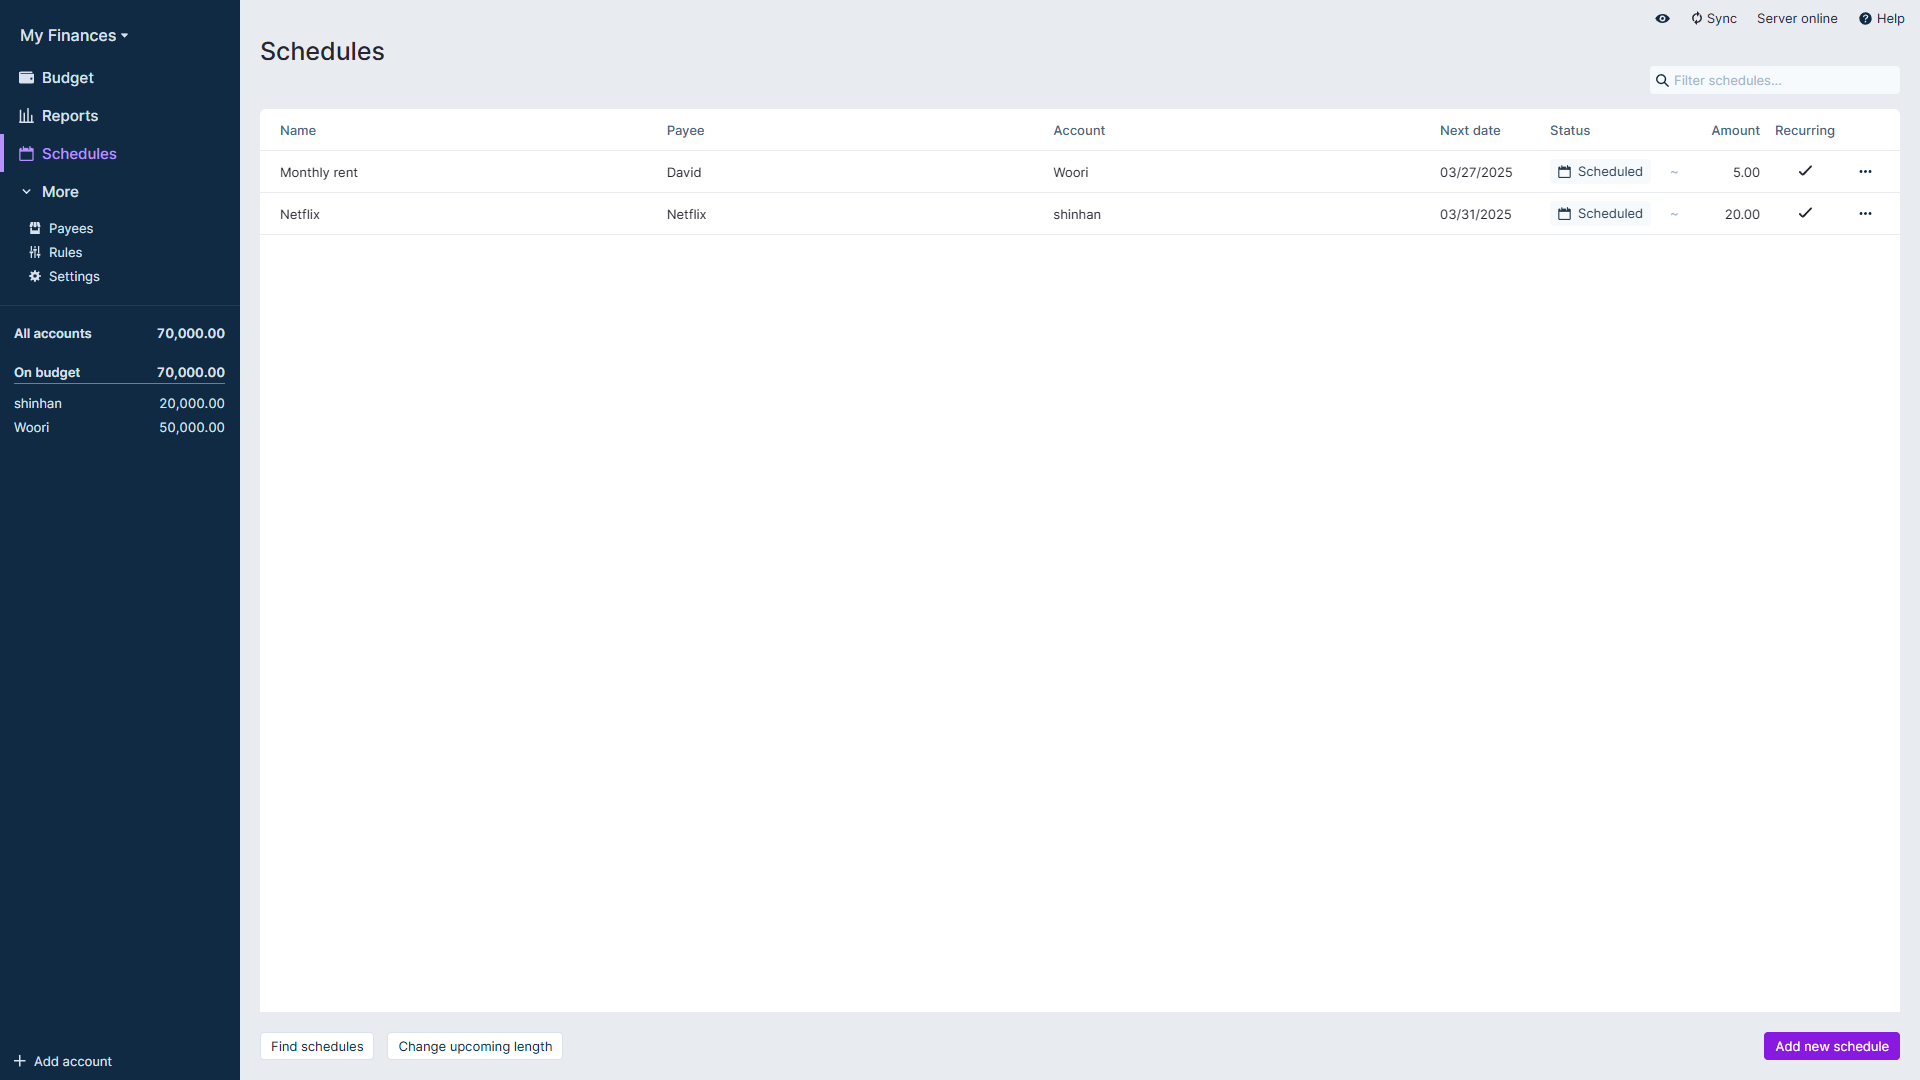 My Finances
Budget
Reports
Schedules
More
Payees
Rules
Settings
All accounts 70,000.00
On budget 70,000.00
shinhan 20,000.00
Woori 50,000.00
Add account
Sync Server online Help
Schedules
Filter schedules...
Name Payee Account Next date Status Amount Recurring
Monthly rent David Woori 03/27/2025 Scheduled ~ 5.00
Netflix Netflix shinhan 03/31/2025 Scheduled ~ 20.00
Find schedules Change upcoming length Add new schedule